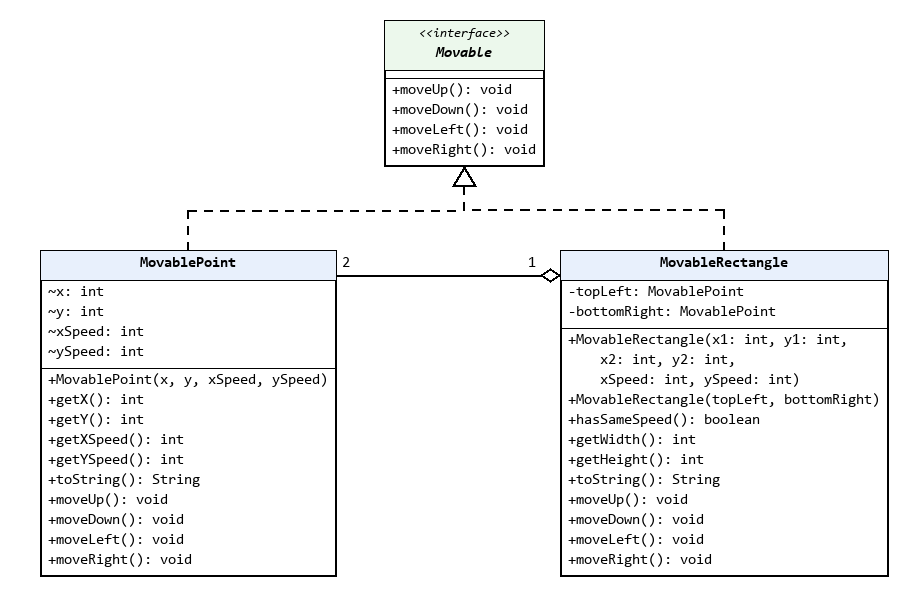 <<interface>>
Movable
+moveUp(): void
+moveDown(): void
+moveLeft(): void
+moveRight(): void
MovablePoint
~x: int
~y: int
~xSpeed: int
~ySpeed: int
+MovablePoint(x, y, xSpeed, ySpeed)
+getX(): int
+getY(): int
+getXSpeed(): int
+getYSpeed(): int
+toString(): String
+moveUp(): void
+moveDown(): void
+moveLeft(): void
+moveRight(): void
2
1
MovableRectangle
-topLeft: MovablePoint
-bottomRight: MovablePoint
+MovableRectangle(x1: int, y1: int,
x2: int, y2: int,
xSpeed: int, ySpeed: int)
+MovableRectangle(topLeft, bottomRight)
+hasSameSpeed(): boolean
+getWidth(): int
+getHeight(): int
+toString(): String
+moveUp(): void
+moveDown(): void
+moveLeft(): void
+moveRight(): void